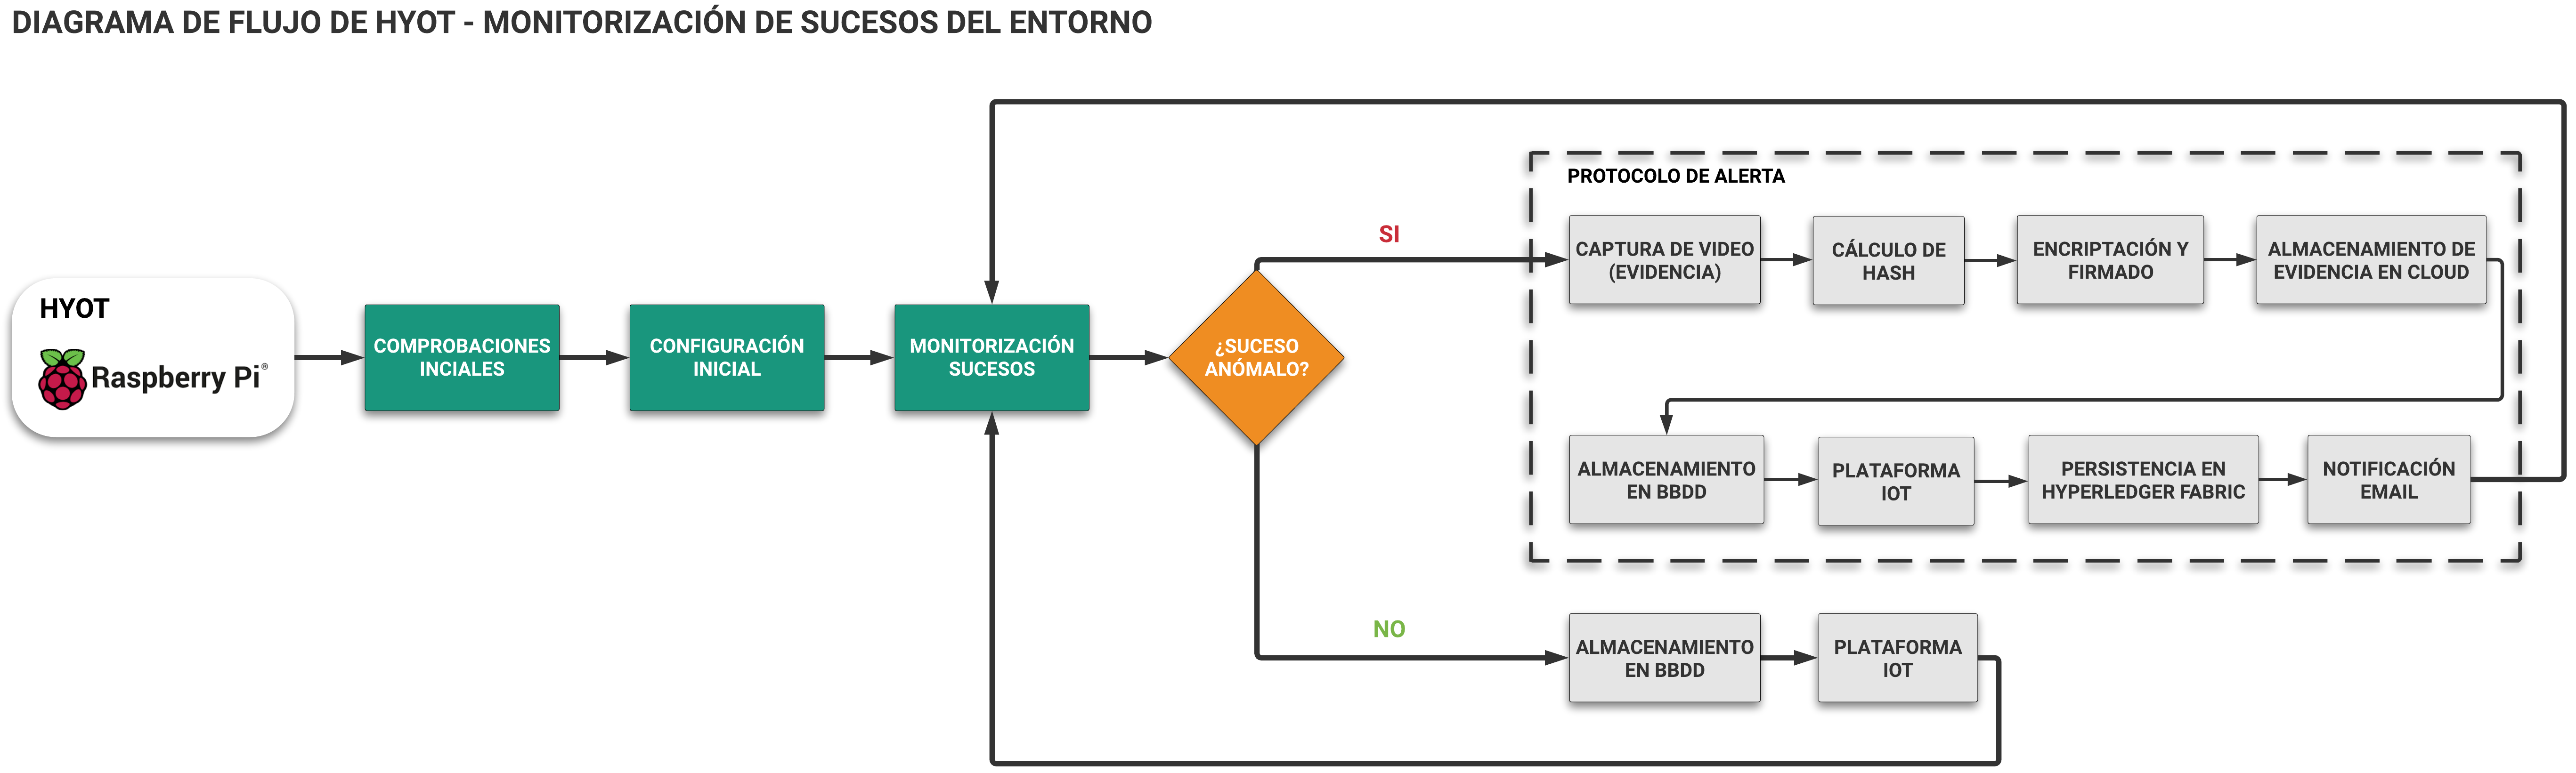 DIAGRAMA DE FLUJO DE HYOT - MONITORIZACIÓN DE SUCESOS DEL ENTORNO
HYOT
Raspberry Pi®
COMPROBACIONES
INCIALES
CONFIGURACIÓN
INICIAL
MONITORIZACIÓN
SUCESOS
¿SUCESO
ANÓMALO?
SI
PROTOCOLO DE ALERTA
CAPTURA DE VIDEO
(EVIDENCIA)
CÁLCULO DE
HASH
ENCRIPTACIÓN Y
FIRMADO
ALMACENAMIENTO DE
EVIDENCIA EN CLOUD
ALMACENAMIENTO
EN BBDD
PLATAFORMA
IOT
PERSISTENCIA EN
HYPERLEDGER FABRIC
NOTIFICACIÓN
EMAIL
NO
ALMACENAMIENTO
EN BBDD
PLATAFORMA
IOT